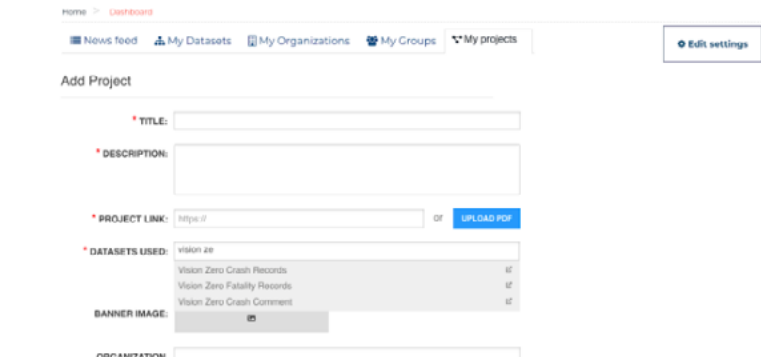 Home > Dashboard
News feed My Datasets My Organizations My Groups My projects
Edit settings
Add Project
* TITLE:
* DESCRIPTION:
* PROJECT LINK: https:// or UPLOAD PDF
* DATASETS USED: vision ze
Vision Zero Crash Records
Vision Zero Fatality Records
Vision Zero Crash Comment
BANNER IMAGE:
ORGANIZATION